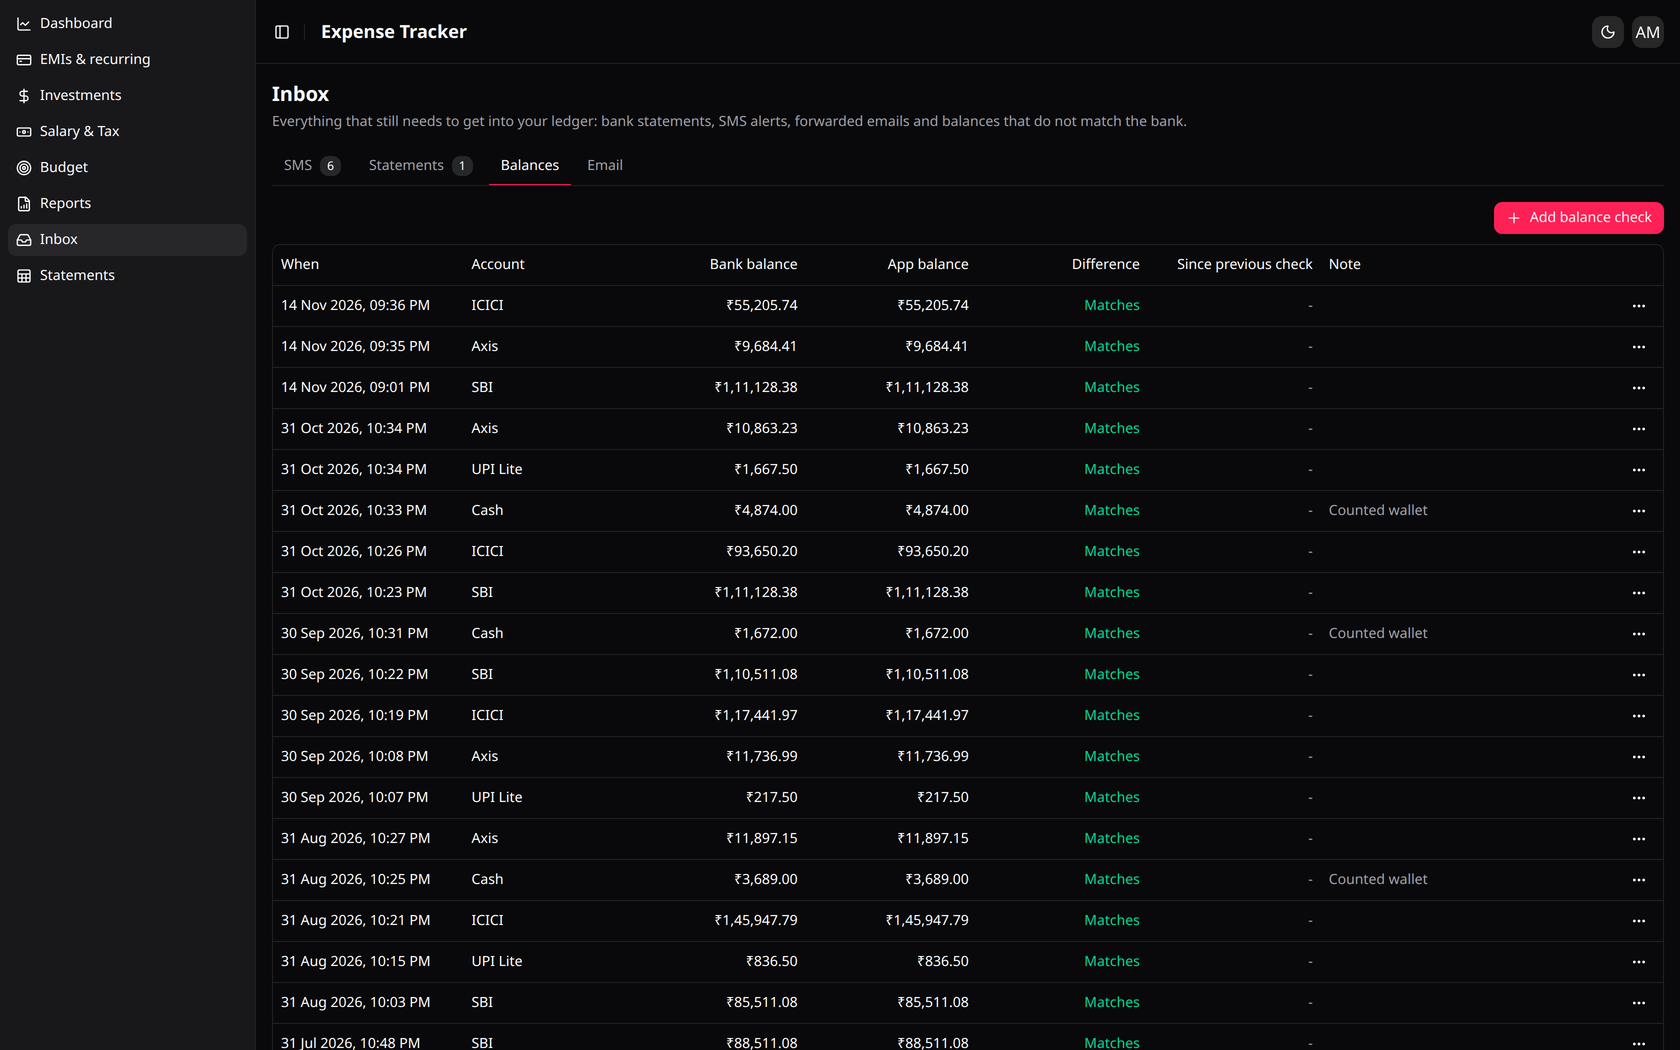 Dashboard
EMIs & recurring
Investments
Salary & Tax
Budget
Reports
Inbox
Statements
Expense Tracker
AM
Inbox
Everything that still needs to get into your ledger: bank statements, SMS alerts, forwarded emails and balances that do not match the bank.
SMS 6 Statements 1 Balances Email
+ Add balance check
When Account Bank balance App balance Difference Since previous check Note
14 Nov 2026, 09:36 PM ICICI ₹55,205.74 ₹55,205.74 Matches -
14 Nov 2026, 09:35 PM Axis ₹9,684.41 ₹9,684.41 Matches -
14 Nov 2026, 09:01 PM SBI ₹1,11,128.38 ₹1,11,128.38 Matches -
31 Oct 2026, 10:34 PM Axis ₹10,863.23 ₹10,863.23 Matches -
31 Oct 2026, 10:34 PM UPI Lite ₹1,667.50 ₹1,667.50 Matches -
31 Oct 2026, 10:33 PM Cash ₹4,874.00 ₹4,874.00 Matches - Counted wallet
31 Oct 2026, 10:26 PM ICICI ₹93,650.20 ₹93,650.20 Matches -
31 Oct 2026, 10:23 PM SBI ₹1,11,128.38 ₹1,11,128.38 Matches -
30 Sep 2026, 10:31 PM Cash ₹1,672.00 ₹1,672.00 Matches - Counted wallet
30 Sep 2026, 10:22 PM SBI ₹1,10,511.08 ₹1,10,511.08 Matches -
30 Sep 2026, 10:19 PM ICICI ₹1,17,441.97 ₹1,17,441.97 Matches -
30 Sep 2026, 10:08 PM Axis ₹11,736.99 ₹11,736.99 Matches -
30 Sep 2026, 10:07 PM UPI Lite ₹217.50 ₹217.50 Matches -
31 Aug 2026, 10:27 PM Axis ₹11,897.15 ₹11,897.15 Matches -
31 Aug 2026, 10:25 PM Cash ₹3,689.00 ₹3,689.00 Matches - Counted wallet
31 Aug 2026, 10:21 PM ICICI ₹1,45,947.79 ₹1,45,947.79 Matches -
31 Aug 2026, 10:15 PM UPI Lite ₹836.50 ₹836.50 Matches -
31 Aug 2026, 10:03 PM SBI ₹85,511.08 ₹85,511.08 Matches -
31 Jul 2026, 10:48 PM SBI ₹88,511.08 ₹88,511.08 Matches -